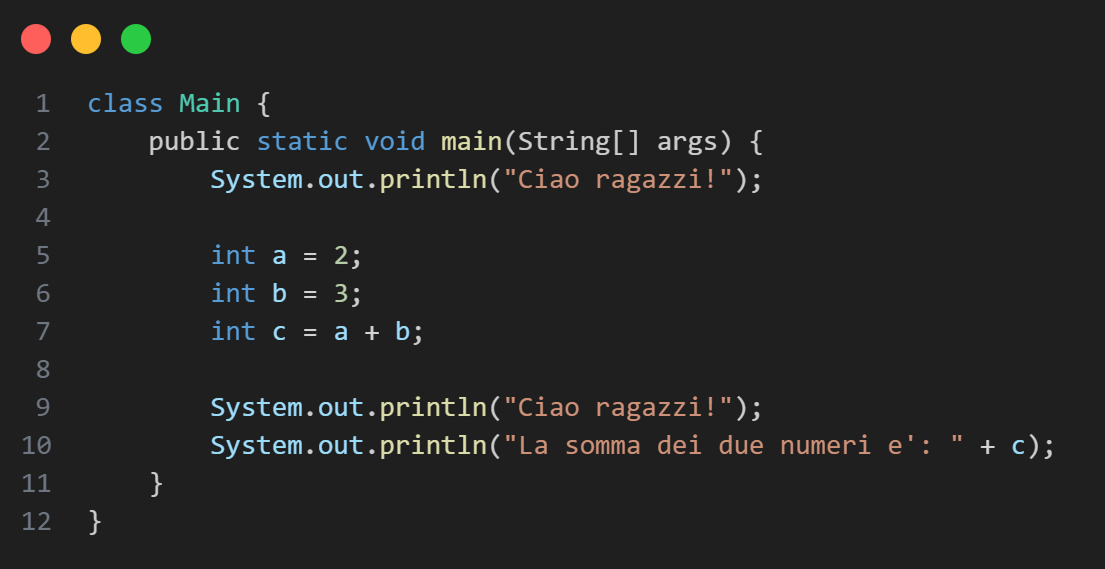 1 class Main {
2     public static void main(String[] args) {
3         System.out.println("Ciao ragazzi!");
4
5         int a = 2;
6         int b = 3;
7         int c = a + b;
8
9         System.out.println("Ciao ragazzi!");
10         System.out.println("La somma dei due numeri e': " + c);
11     }
12 }